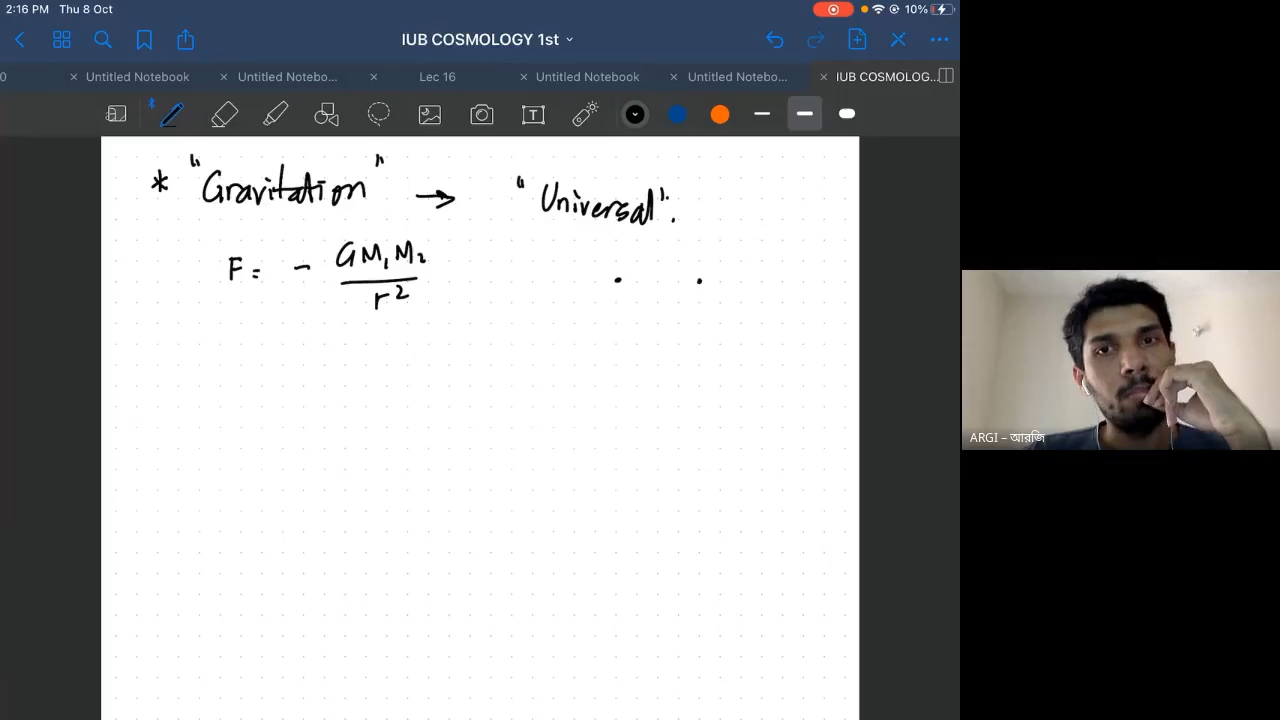 2:16 PM Thu 8 Oct 10%
IUB COSMOLOGY 1st
0 Untitled Notebook Untitled Notebo... Lec 16 Untitled Notebook Untitled Notebo... IUB COSMOLOG...
T
* "Gravitation" → "Universal".
F = - GM₁M₂ / r²
ARGI – আরজি